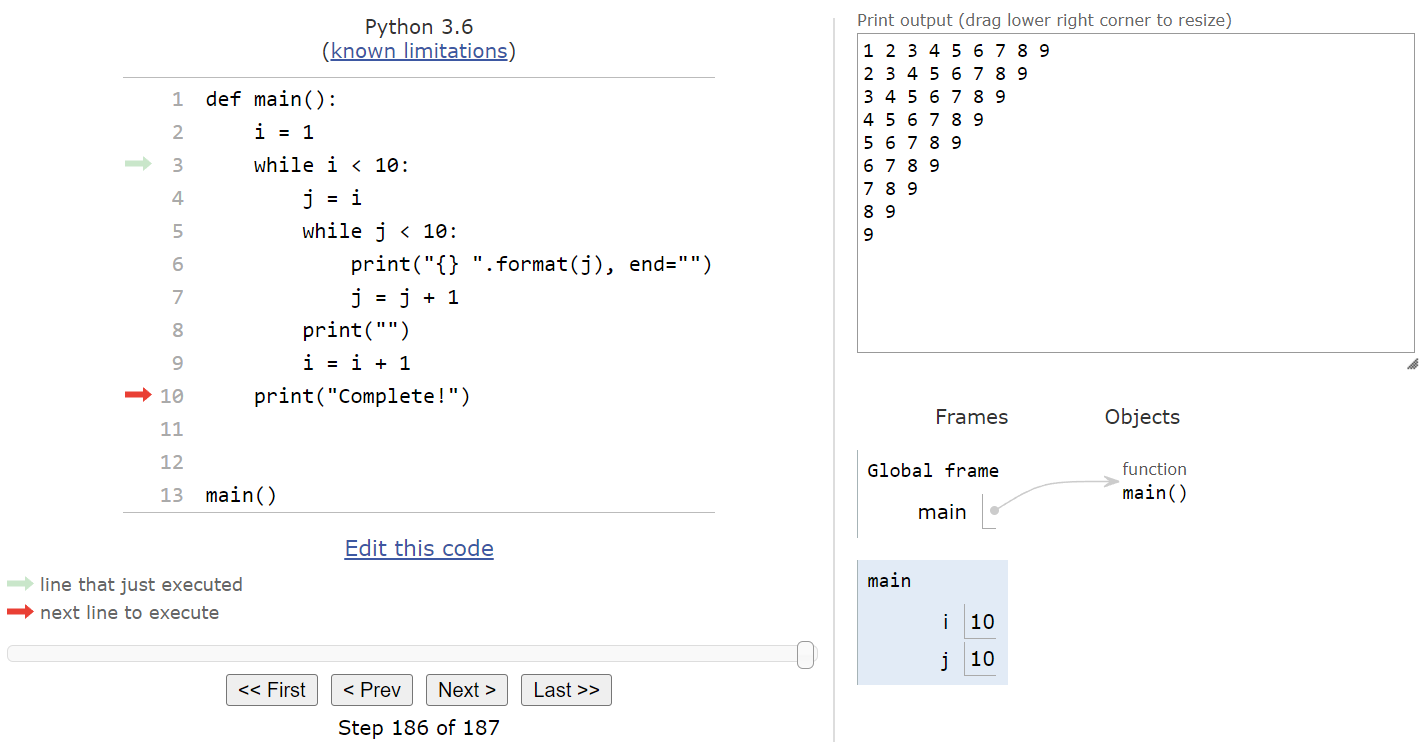 Python 3.6
(known limitations)
1 def main():
2     i = 1
3     while i < 10:
4         j = i
5         while j < 10:
6             print("{} ".format(j), end="")
7             j = j + 1
8         print("")
9         i = i + 1
10     print("Complete!")
11
12
13 main()
Edit this code
line that just executed
next line to execute
<< First < Prev Next > Last >>
Step 186 of 187
Print output (drag lower right corner to resize)
1 2 3 4 5 6 7 8 9
2 3 4 5 6 7 8 9
3 4 5 6 7 8 9
4 5 6 7 8 9
5 6 7 8 9
6 7 8 9
7 8 9
8 9
9
Frames Objects
Global frame
main
function
main()
main
i 10
j 10